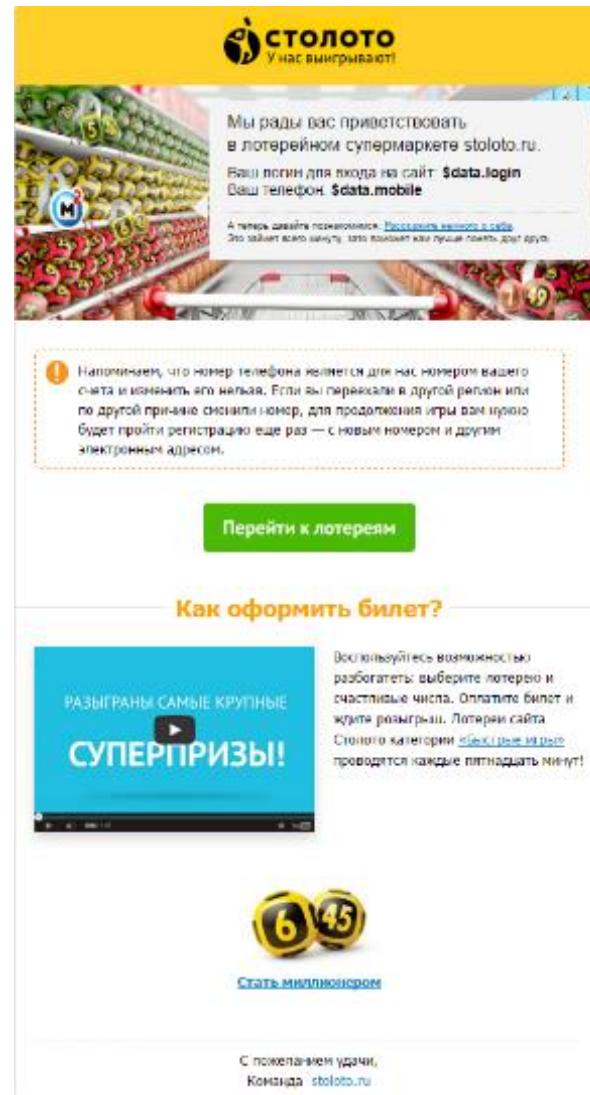 СТОЛОТО
У нас выигрывают!
Мы рады вас приветствовать
в лотерейном супермаркете stoloto.ru.
Ваш логин для входа на сайт: $data.login
Ваш телефон: $data.mobile
А теперь давайте познакомимся. Расскажите немного о себе.
Это займет всего минуту, зато поможет нам лучше понять друг друга.
Напоминаем, что номер телефона является для нас номером вашего
счета и изменить его нельзя. Если вы переехали в другой регион или
по другой причине сменили номер, для продолжения игры вам нужно
будет пройти регистрацию еще раз — с новым номером и другим
электронным адресом.
Перейти к лотереям
Как оформить билет?
РАЗЫГРАНЫ САМЫЕ КРУПНЫЕ
СУПЕРПРИЗЫ!
Воспользуйтесь возможностью
разбогатеть: выберите лотерею и
счастливые числа. Оплатите билет и
ждите розыгрыш. Лотереи сайта
Столото категории «Быстрые игры»
проводятся каждые пятнадцать минут!
6 45
Стать миллионером
С пожеланием удачи,
Команда stoloto.ru